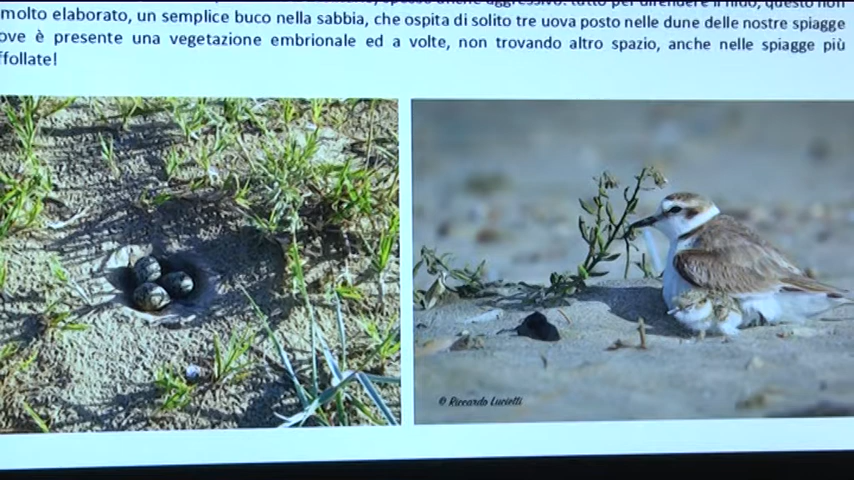 molto elaborato, un semplice buco nella sabbia, che ospita di solito tre uova posto nelle dune delle nostre spiagge
ove è presente una vegetazione embrionale ed a volte, non trovando altro spazio, anche nelle spiagge più
ffollate!
© Riccardo Lucietti